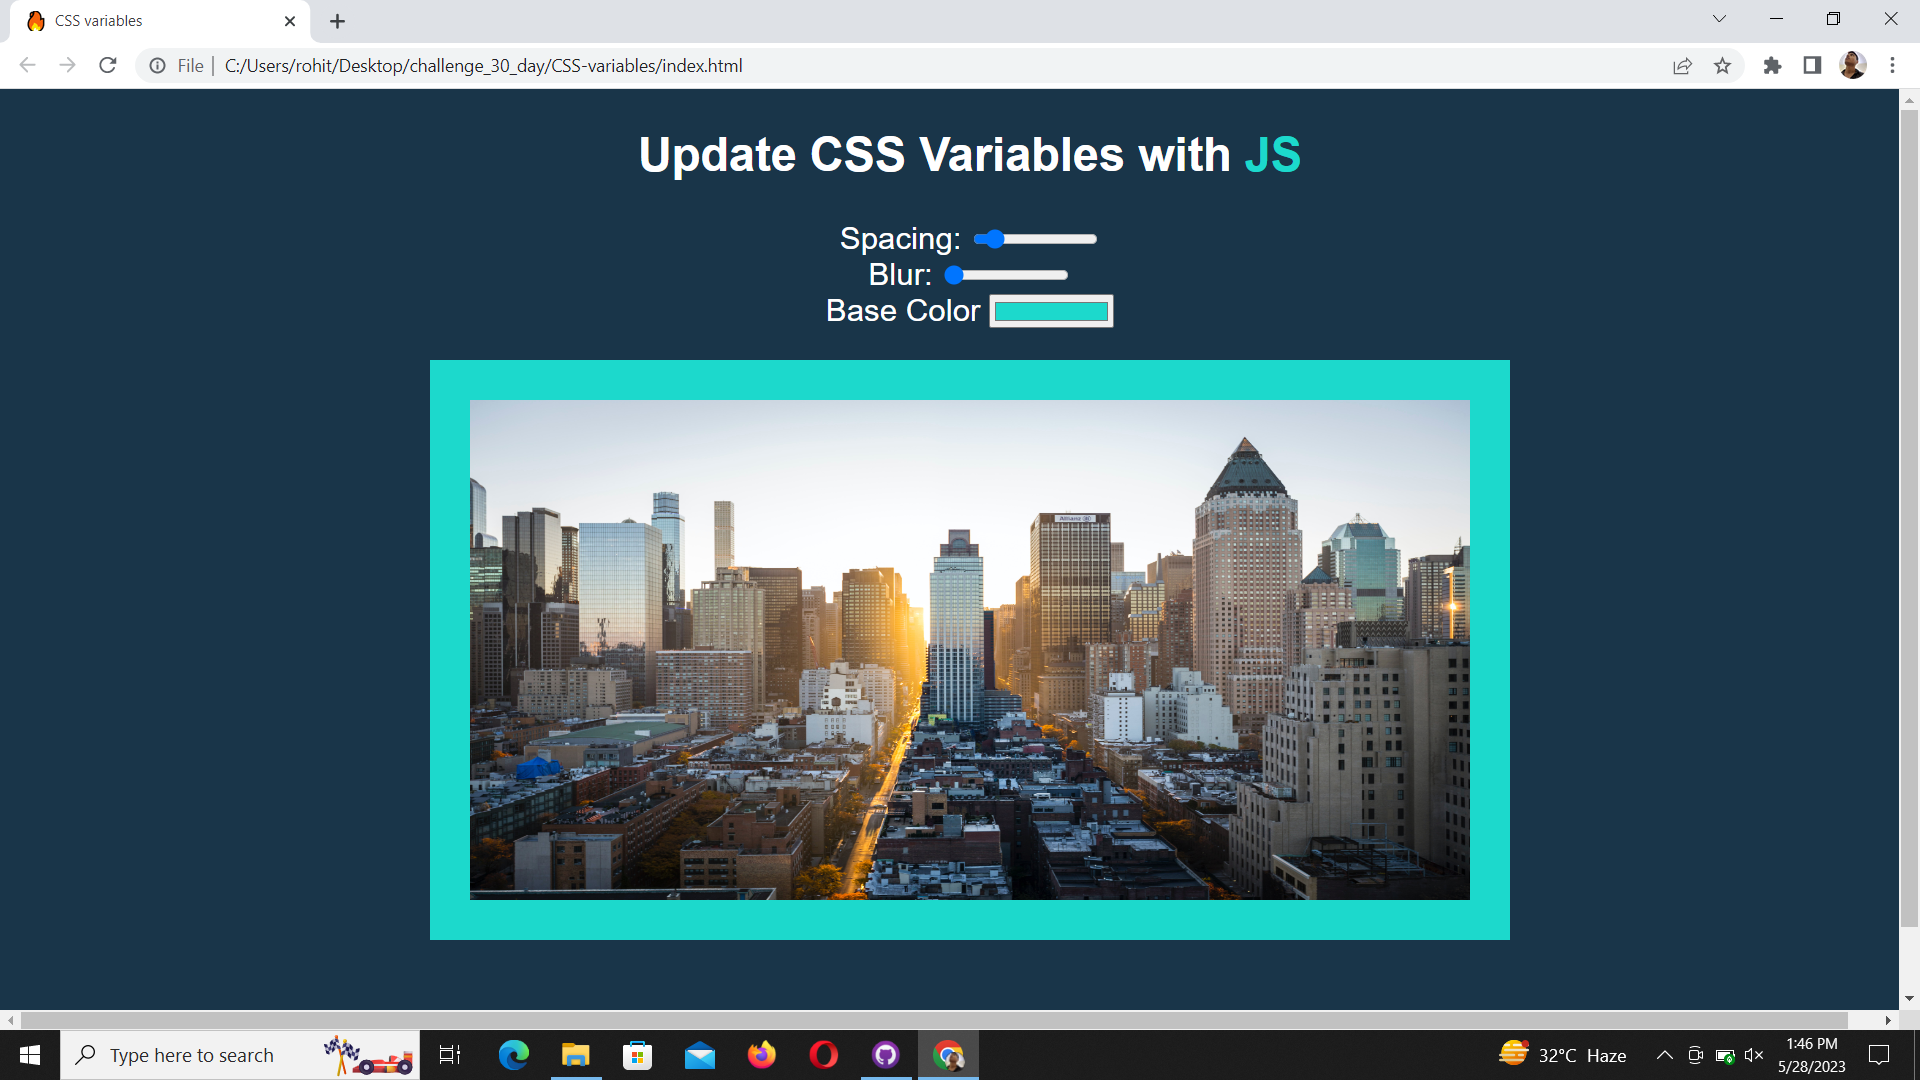 CSS variables
File
C:/Users/rohit/Desktop/challenge_30_day/CSS-variables/index.html
Update CSS Variables with JS
Spacing:
Blur:
Base Color
Allianz
Type here to search
32°C Haze
1:46 PM
5/28/2023